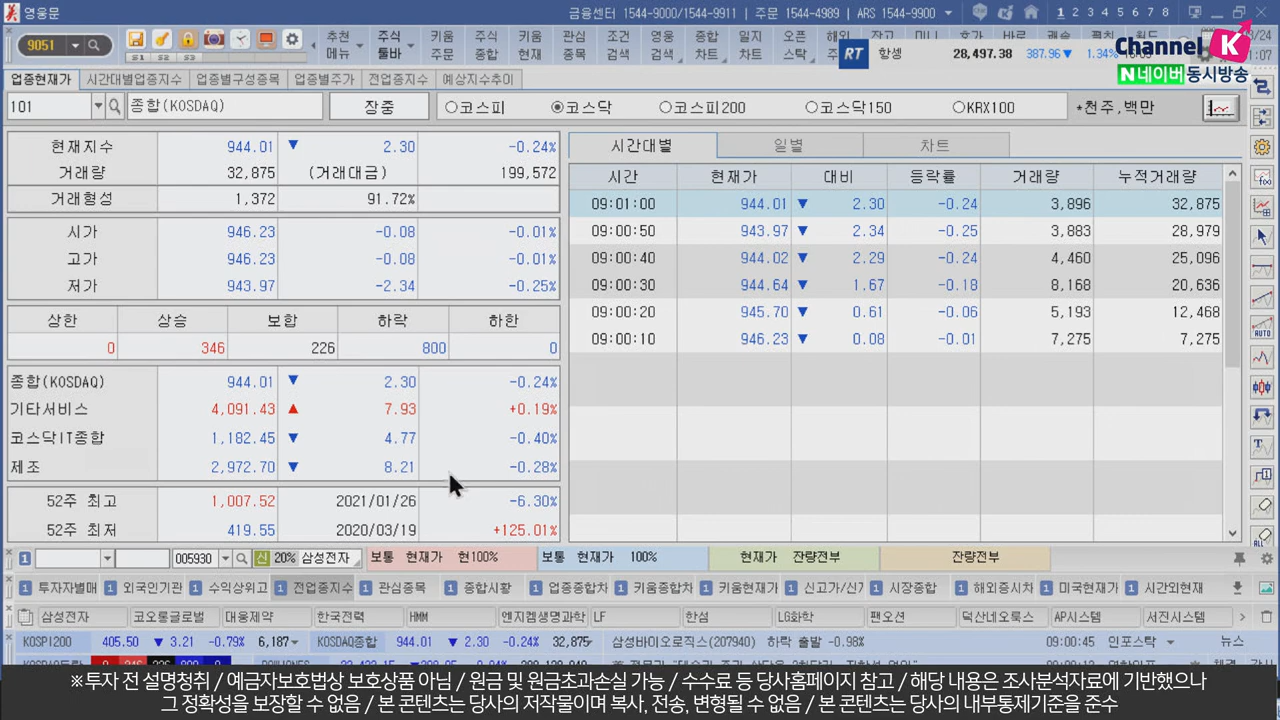 영웅문
금융센터 1544-9000/1544-9911 | 주문 1544-4989 | ARS 1544-9900
1 2 3 4 5 6 7 8
9051
S1 S2 S3
추천 메뉴
주식 툴바
키움 주문
주식 종합
키움 현재
관심 종목
조건 검색
영웅 검색
종합 차트
일지 차트
오픈 스탁
RT 항셍 28,497.38 387.96▼ 1.34%
Channel K
N네이버 동시방송
업종현재가 시간대별업종지수 업종별구성종목 업종별주가 전업종지수 예상지수추이
101 종합(KOSDAQ) 장중 코스피 코스닥 코스피200 코스닥150 KRX100 *천주,백만
현재지수 944.01 ▼ 2.30 -0.24%
거래량 32,875 (거래대금) 199,572
거래형성 1,372 91.72%
시가 946.23 -0.08 -0.01%
고가 946.23 -0.08 -0.01%
저가 943.97 -2.34 -0.25%
상한 상승 보합 하락 하한
0 346 226 800 0
종합(KOSDAQ) 944.01 ▼ 2.30 -0.24%
기타서비스 4,091.43 ▲ 7.93 +0.19%
코스닥IT종합 1,182.45 ▼ 4.77 -0.40%
제조 2,972.70 ▼ 8.21 -0.28%
52주 최고 1,007.52 2021/01/26 -6.30%
52주 최저 419.55 2020/03/19 +125.01%
시간대별 일별 차트
시간 현재가 대비 등락률 거래량 누적거래량
09:01:00 944.01 ▼ 2.30 -0.24 3,896 32,875
09:00:50 943.97 ▼ 2.34 -0.25 3,883 28,979
09:00:40 944.02 ▼ 2.29 -0.24 4,460 25,096
09:00:30 944.64 ▼ 1.67 -0.18 8,168 20,636
09:00:20 945.70 ▼ 0.61 -0.06 5,193 12,468
09:00:10 946.23 ▼ 0.08 -0.01 7,275 7,275
1 005930 신 20% 삼성전자 보통 현재가 현100% 보통 현재가 100% 현재가 잔량전부 잔량전부
1 투자자별매 1 외국인기관 1 수익상위고 1 전업종지수 1 관심종목 1 종합시황 1 업종종합차 1 키움종합차 1 키움현재가 1 신고가/신기 1 시장종합 1 해외증시차 1 미국현재가 1 시간외현재
삼성전자 코오롱글로벌 대웅제약 한국전력 HMM 엔지켐생명과학 LF 한섬 LG화학 팬오션 덕산네오룩스 AP시스템 서진시스템
KOSPI200 405.50 ▼ 3.21 -0.79% 6,187 KOSDAQ종합 944.01 ▼ 2.30 -0.24% 32,875 삼성바이오로직스(207940) 하락 출발 -0.98% 09:00:45 인포스탁 뉴스
※투자 전 설명청취 / 예금자보호법상 보호상품 아님 / 원금 및 원금초과손실 가능 / 수수료 등 당사홈페이지 참고 / 해당 내용은 조사분석자료에 기반했으나
그 정확성을 보장할 수 없음 / 본 콘텐츠는 당사의 저작물이며 복사, 전송, 변형될 수 없음 / 본 콘텐츠는 당사의 내부통제기준을 준수